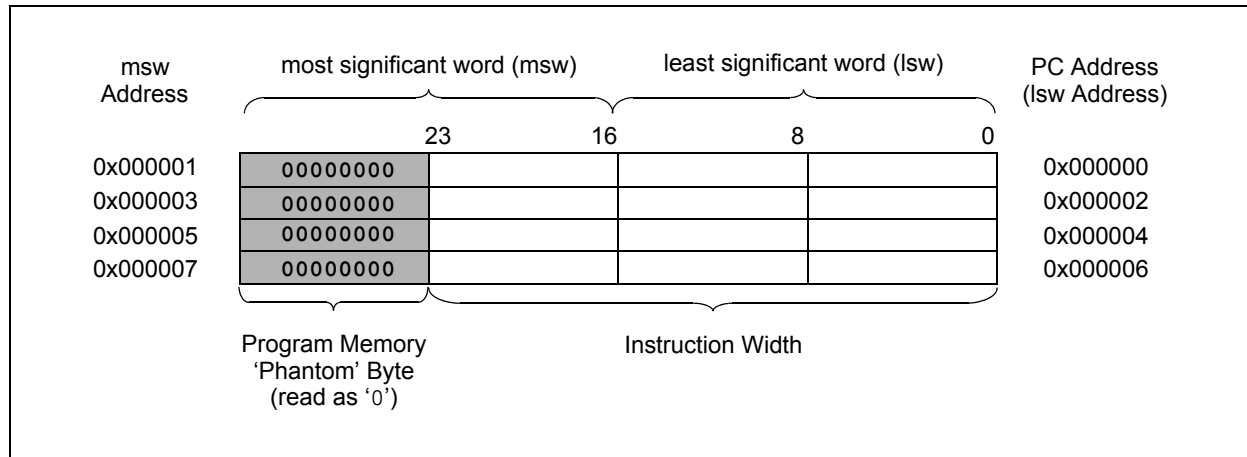 msw
Address
most significant word (msw)
least significant word (lsw)
PC Address
(lsw Address)
23 16 8 0
0x000001 00000000 0x000000
0x000003 00000000 0x000002
0x000005 00000000 0x000004
0x000007 00000000 0x000006
Program Memory
‘Phantom’ Byte
(read as ‘0’)
Instruction Width